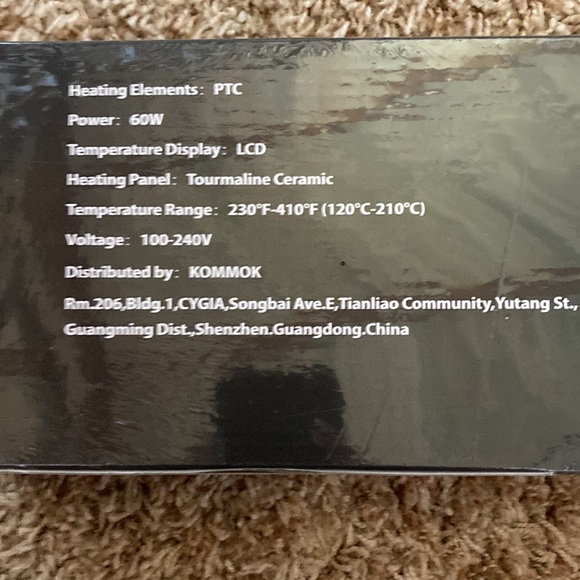 Heating Elements: PTC
Power: 60W
Temperature Display: LCD
Heating Panel: Tourmaline Ceramic
Temperature Range: 230°F-410°F (120°C-210°C)
Voltage: 100-240V
Distributed by: KOMMOK
Rm.206,Bldg.1,CYGIA,Songbai Ave.E,Tianliao Community,Yutang St.,
Guangming Dist.,Shenzhen.Guangdong.China